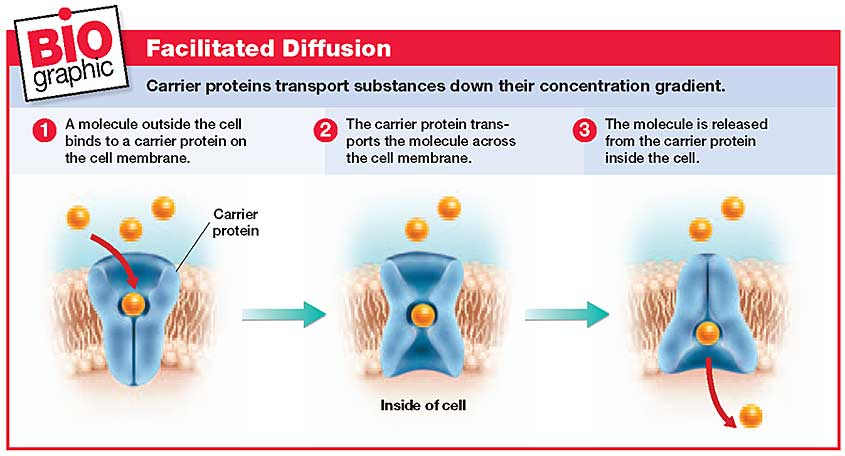 BiO
graphic
Facilitated Diffusion
Carrier proteins transport substances down their concentration gradient.
1 A molecule outside the cell
binds to a carrier protein on
the cell membrane.
2 The carrier protein trans-
ports the molecule across
the cell membrane.
3 The molecule is released
from the carrier protein
inside the cell.
Carrier
protein
Inside of cell